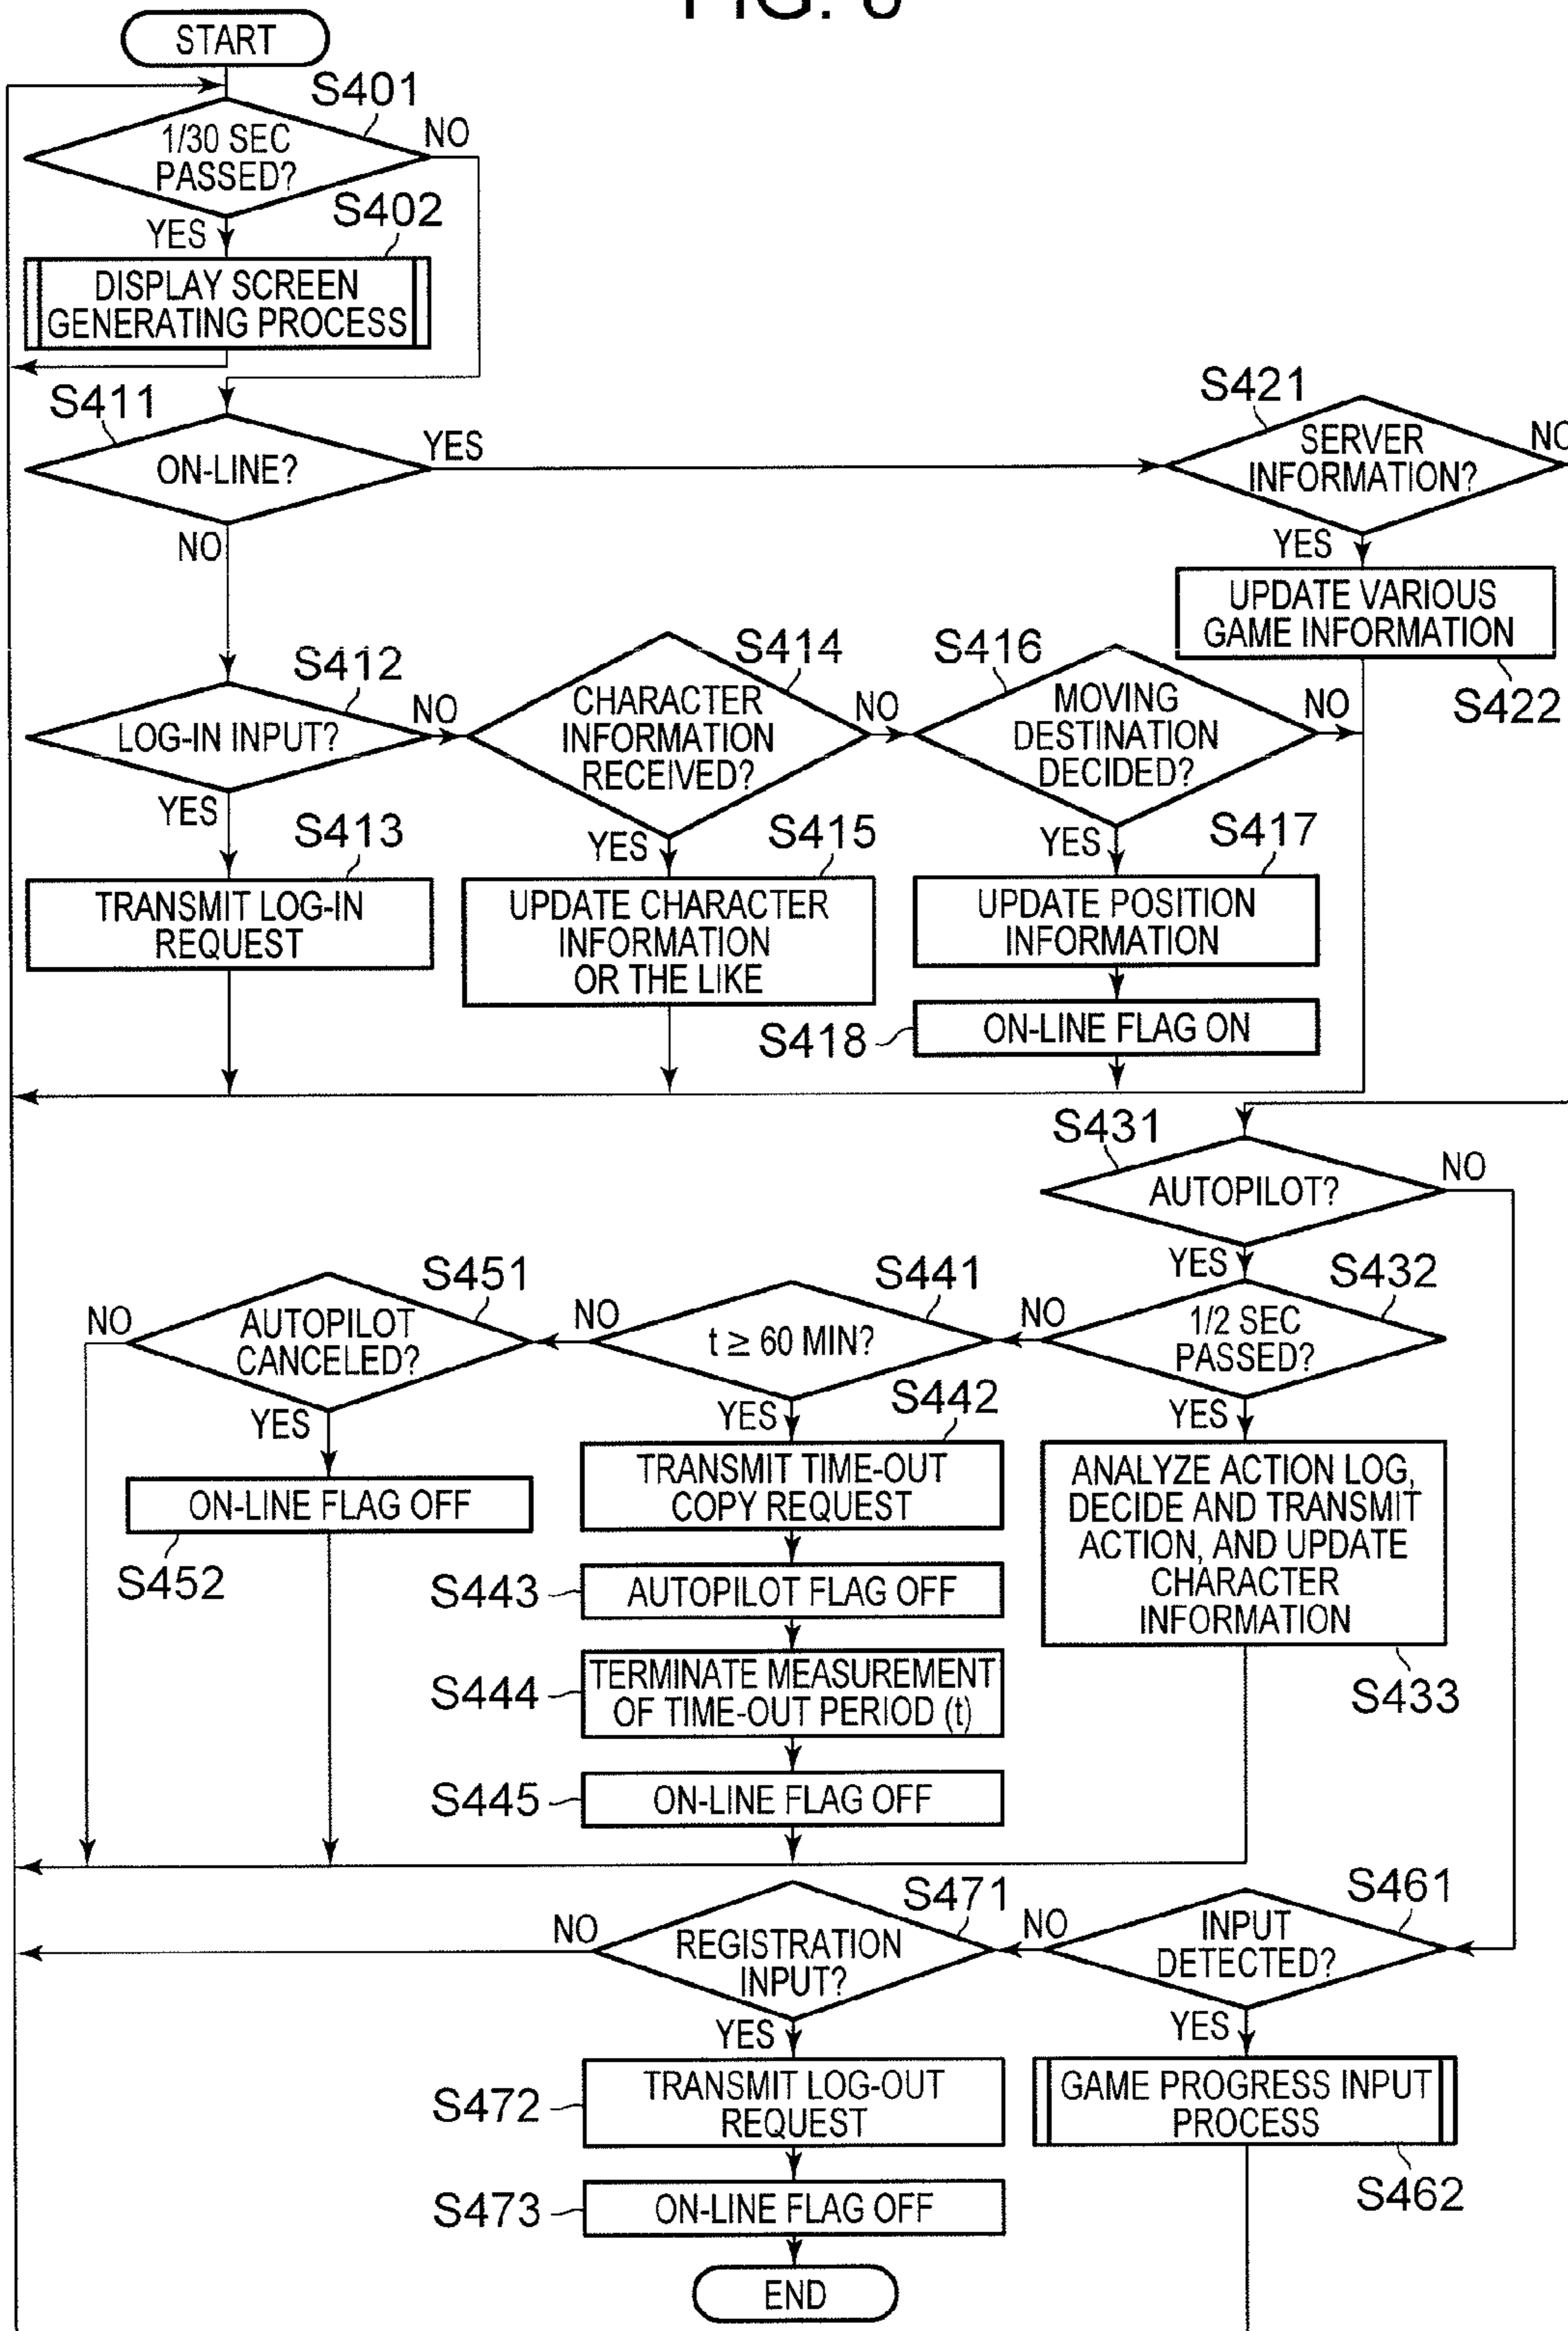 FIG. 8
START
S401
1/30 SEC
PASSED?
NO
YES
S402
DISPLAY SCREEN
GENERATING PROCESS
S411
ON-LINE?
YES
NO
S421
SERVER
INFORMATION?
NO
YES
UPDATE VARIOUS
GAME INFORMATION
S422
S412
LOG-IN INPUT?
NO
YES
S413
TRANSMIT LOG-IN
REQUEST
S414
CHARACTER
INFORMATION
RECEIVED?
NO
YES
S415
UPDATE CHARACTER
INFORMATION
OR THE LIKE
S416
MOVING
DESTINATION
DECIDED?
NO
YES
S417
UPDATE POSITION
INFORMATION
S418
ON-LINE FLAG ON
S431
AUTOPILOT?
NO
YES
S432
1/2 SEC
PASSED?
NO
YES
ANALYZE ACTION LOG,
DECIDE AND TRANSMIT
ACTION, AND UPDATE
CHARACTER
INFORMATION
S433
S441
t ≥ 60 MIN?
NO
YES
S442
TRANSMIT TIME-OUT
COPY REQUEST
S443
AUTOPILOT FLAG OFF
S444
TERMINATE MEASUREMENT
OF TIME-OUT PERIOD (t)
S445
ON-LINE FLAG OFF
S451
AUTOPILOT
CANCELED?
NO
YES
ON-LINE FLAG OFF
S452
S461
INPUT
DETECTED?
NO
YES
GAME PROGRESS INPUT
PROCESS
S462
S471
REGISTRATION
INPUT?
NO
YES
S472
TRANSMIT LOG-OUT
REQUEST
S473
ON-LINE FLAG OFF
END